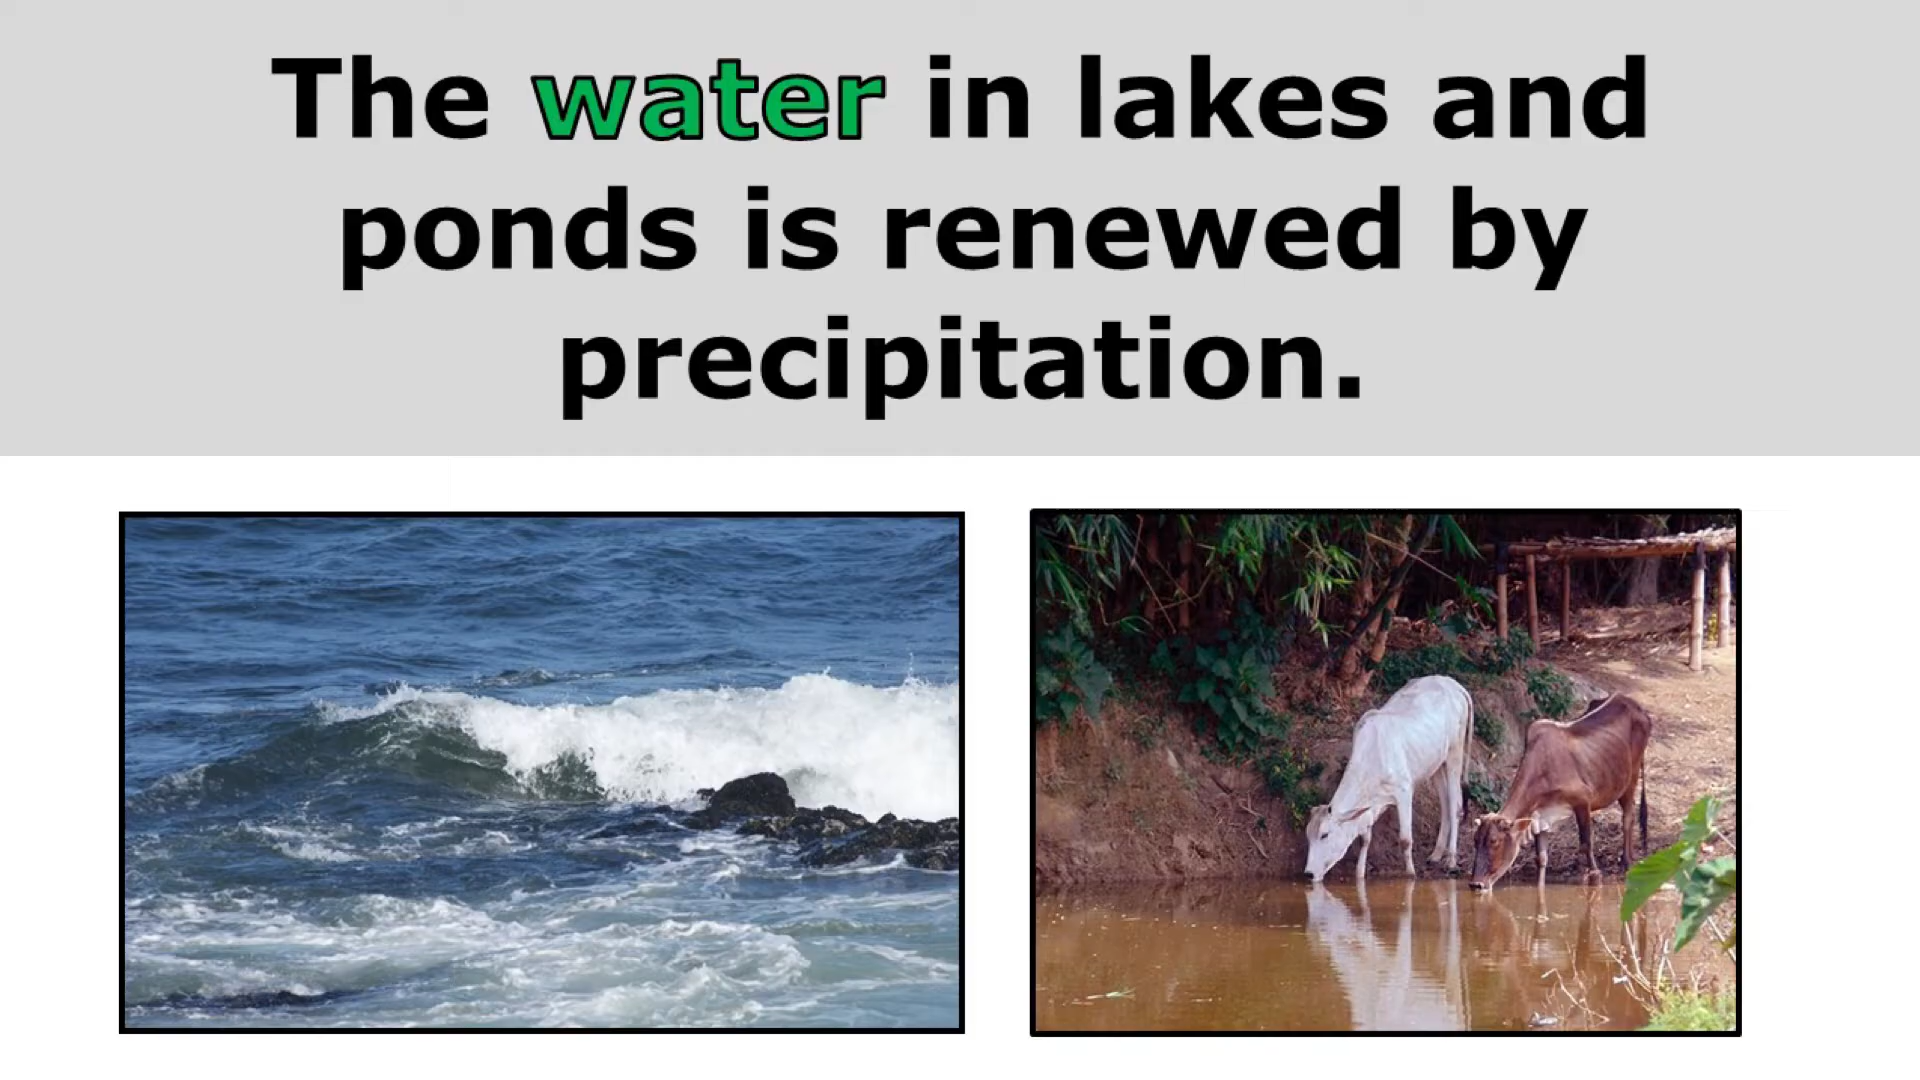 The water in lakes and
ponds is renewed by
precipitation.